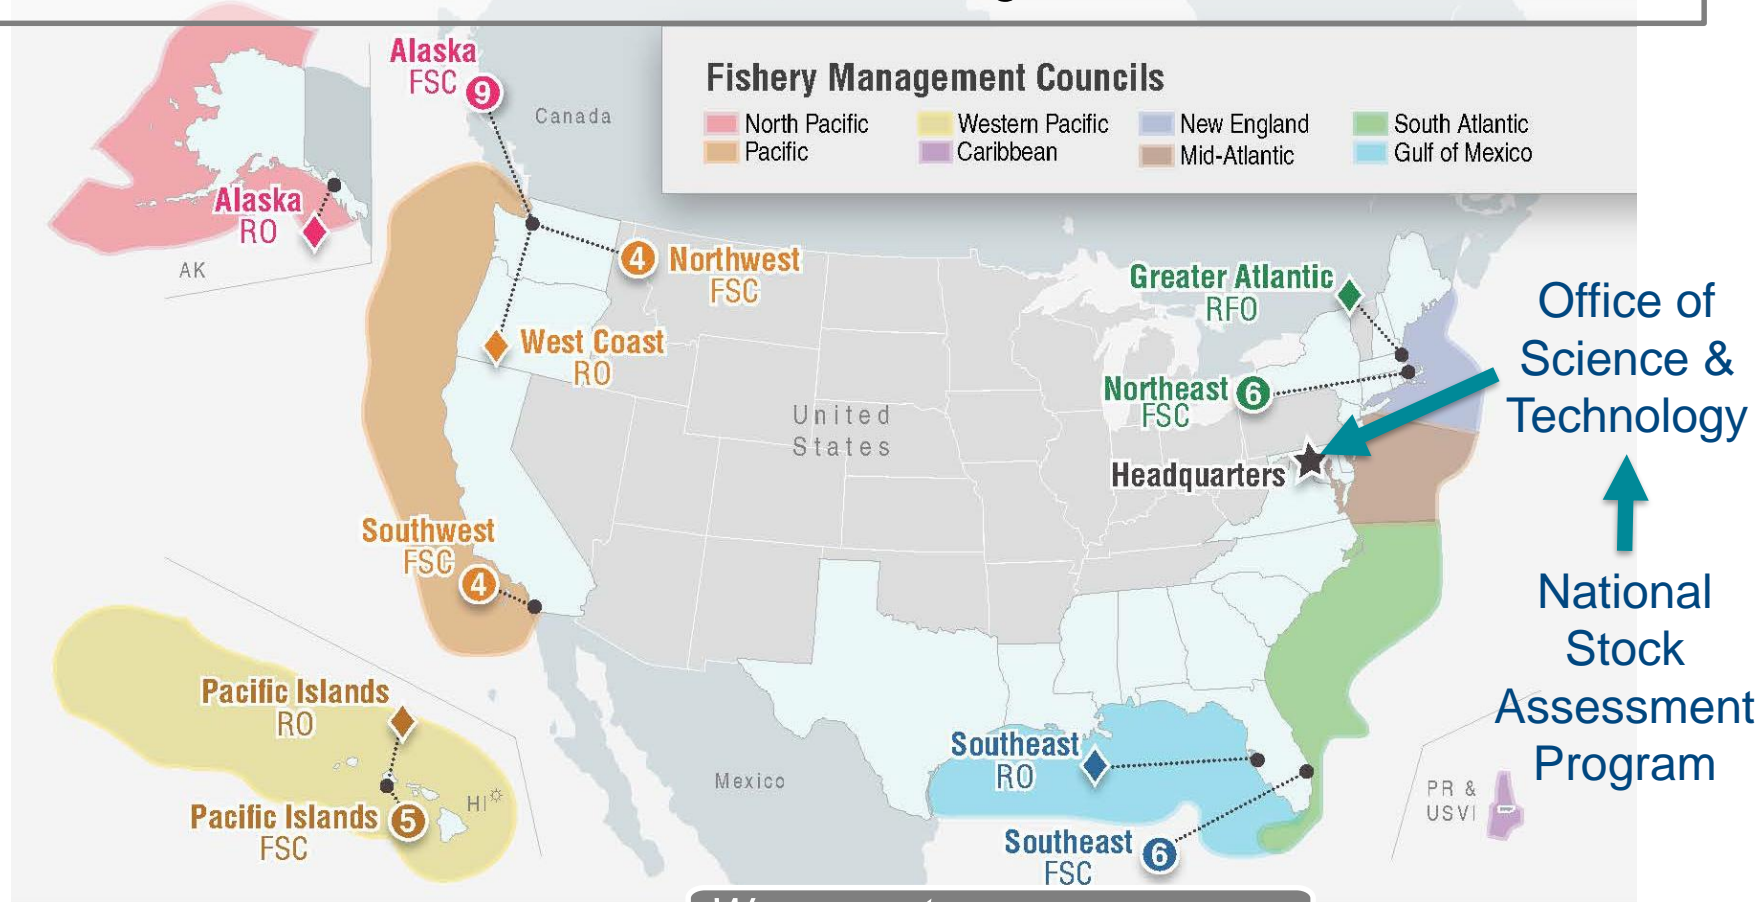 Fishery Management Councils
North Pacific
Pacific
Western Pacific
Caribbean
New England
Mid-Atlantic
South Atlantic
Gulf of Mexico
Alaska
FSC
9
Canada
Alaska
RO
AK
4
Northwest
FSC
West Coast
RO
Greater Atlantic
RFO
Northeast
FSC
6
United
States
Headquarters
Office of
Science &
Technology
National
Stock
Assessment
Program
Southwest
FSC
4
Pacific Islands
RO
Pacific Islands
FSC
5
HI
Mexico
Southeast
RO
Southeast
FSC
6
PR &
USVI